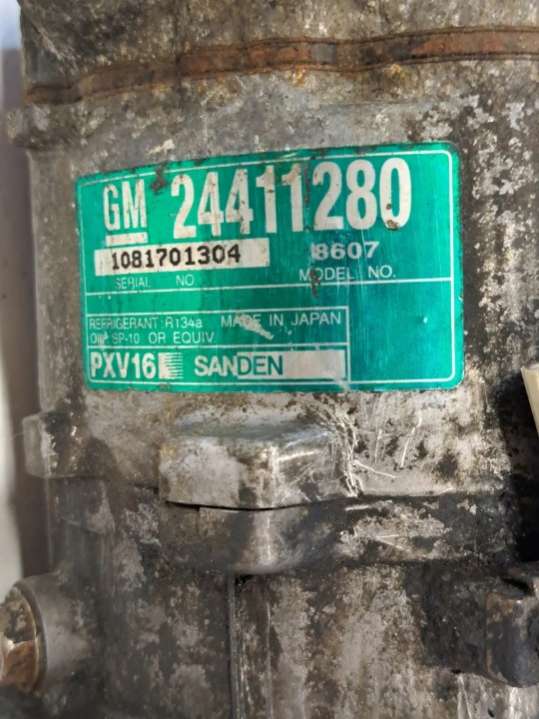 GM 24411280
1081701304 8607
SERIAL NO MODEL NO.
REFRIGERANT R134a MADE IN JAPAN
OIL SP-10 OR EQUIV
PXV16 SANDEN